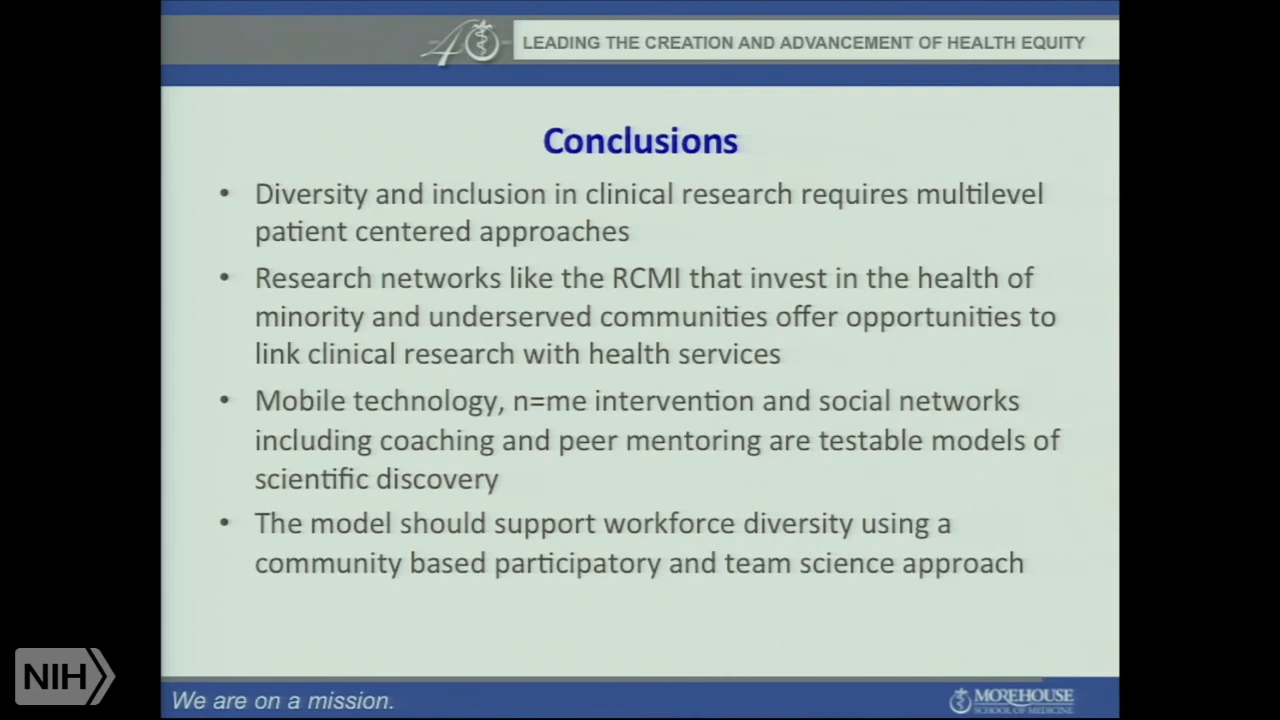 40
LEADING THE CREATION AND ADVANCEMENT OF HEALTH EQUITY
Conclusions
• Diversity and inclusion in clinical research requires multilevel
patient centered approaches
• Research networks like the RCMI that invest in the health of
minority and underserved communities offer opportunities to
link clinical research with health services
• Mobile technology, n=me intervention and social networks
including coaching and peer mentoring are testable models of
scientific discovery
• The model should support workforce diversity using a
community based participatory and team science approach
NIH
We are on a mission.
MOREHOUSE
SCHOOL OF MEDICINE